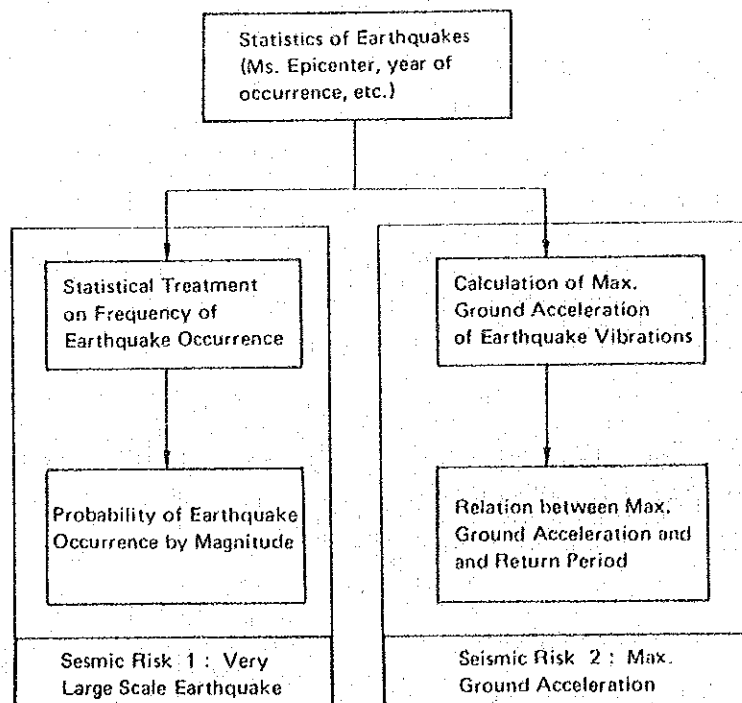 Statistics of Earthquakes
(Ms. Epicenter, year of
occurrence, etc.)
Statistical Treatment
on Frequency of
Earthquake Occurrence
Probability of Earthquake
Occurrence by Magnitude
Sesmic Risk 1 : Very
Large Scale Earthquake
Calculation of Max.
Ground Acceleration
of Earthquake Vibrations
Relation between Max.
Ground Acceleration and
and Return Period
Seismic Risk 2 : Max.
Ground Acceleration